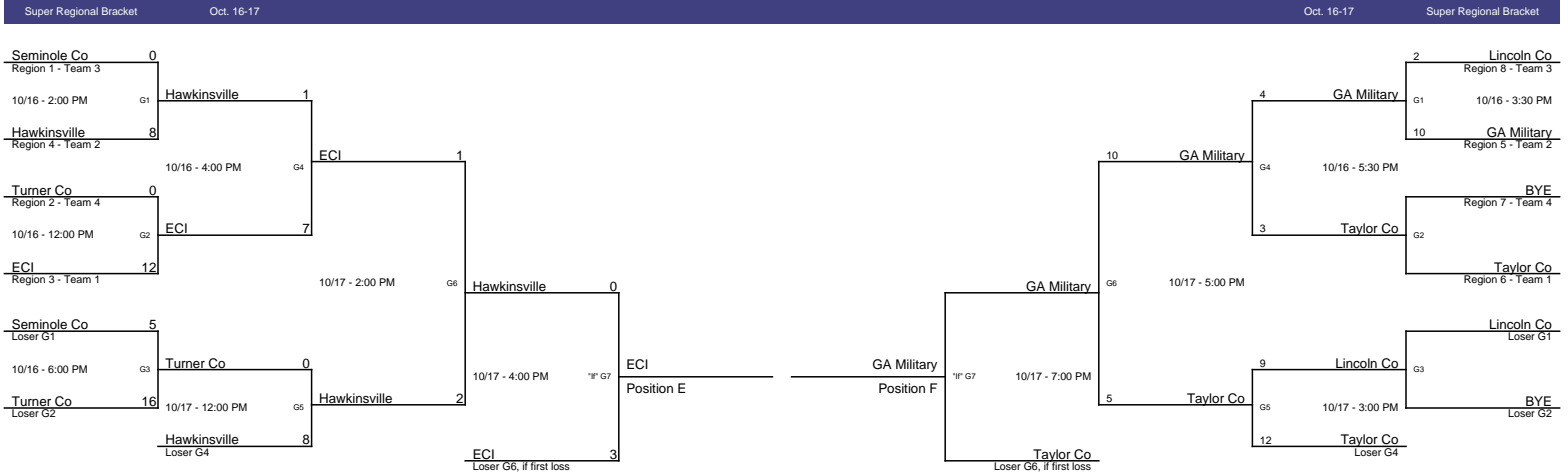 Super Regional Bracket Oct. 16-17 Oct. 16-17 Super Regional Bracket
Seminole Co 0
Region 1 - Team 3
10/16 - 2:00 PM G1 Hawkinsville 1
Hawkinsville 8
Region 4 - Team 2
10/16 - 4:00 PM G4 ECI 1
Turner Co 0
Region 2 - Team 4
10/16 - 12:00 PM G2 ECI 7
ECI 12
Region 3 - Team 1
10/17 - 2:00 PM G6 Hawkinsville 0
Seminole Co 5
Loser G1
10/16 - 6:00 PM G3 Turner Co 0
Turner Co 16
Loser G2
10/17 - 12:00 PM G5 Hawkinsville 2
Hawkinsville 8
Loser G4
10/17 - 4:00 PM "If" G7 ECI
Position E
ECI 3
Loser G6, if first loss
2 Lincoln Co
Region 8 - Team 3
4 GA Military G1 10/16 - 3:30 PM
10 GA Military
Region 5 - Team 2
10 GA Military G4 10/16 - 5:30 PM
BYE
Region 7 - Team 4
3 Taylor Co G2
Taylor Co
Region 6 - Team 1
GA Military G6 10/17 - 5:00 PM
Lincoln Co
Loser G1
9 Lincoln Co G3
BYE
Loser G2
5 Taylor Co G5 10/17 - 3:00 PM
12 Taylor Co
Loser G4
GA Military "If" G7 10/17 - 7:00 PM
Position F
Taylor Co
Loser G6, if first loss